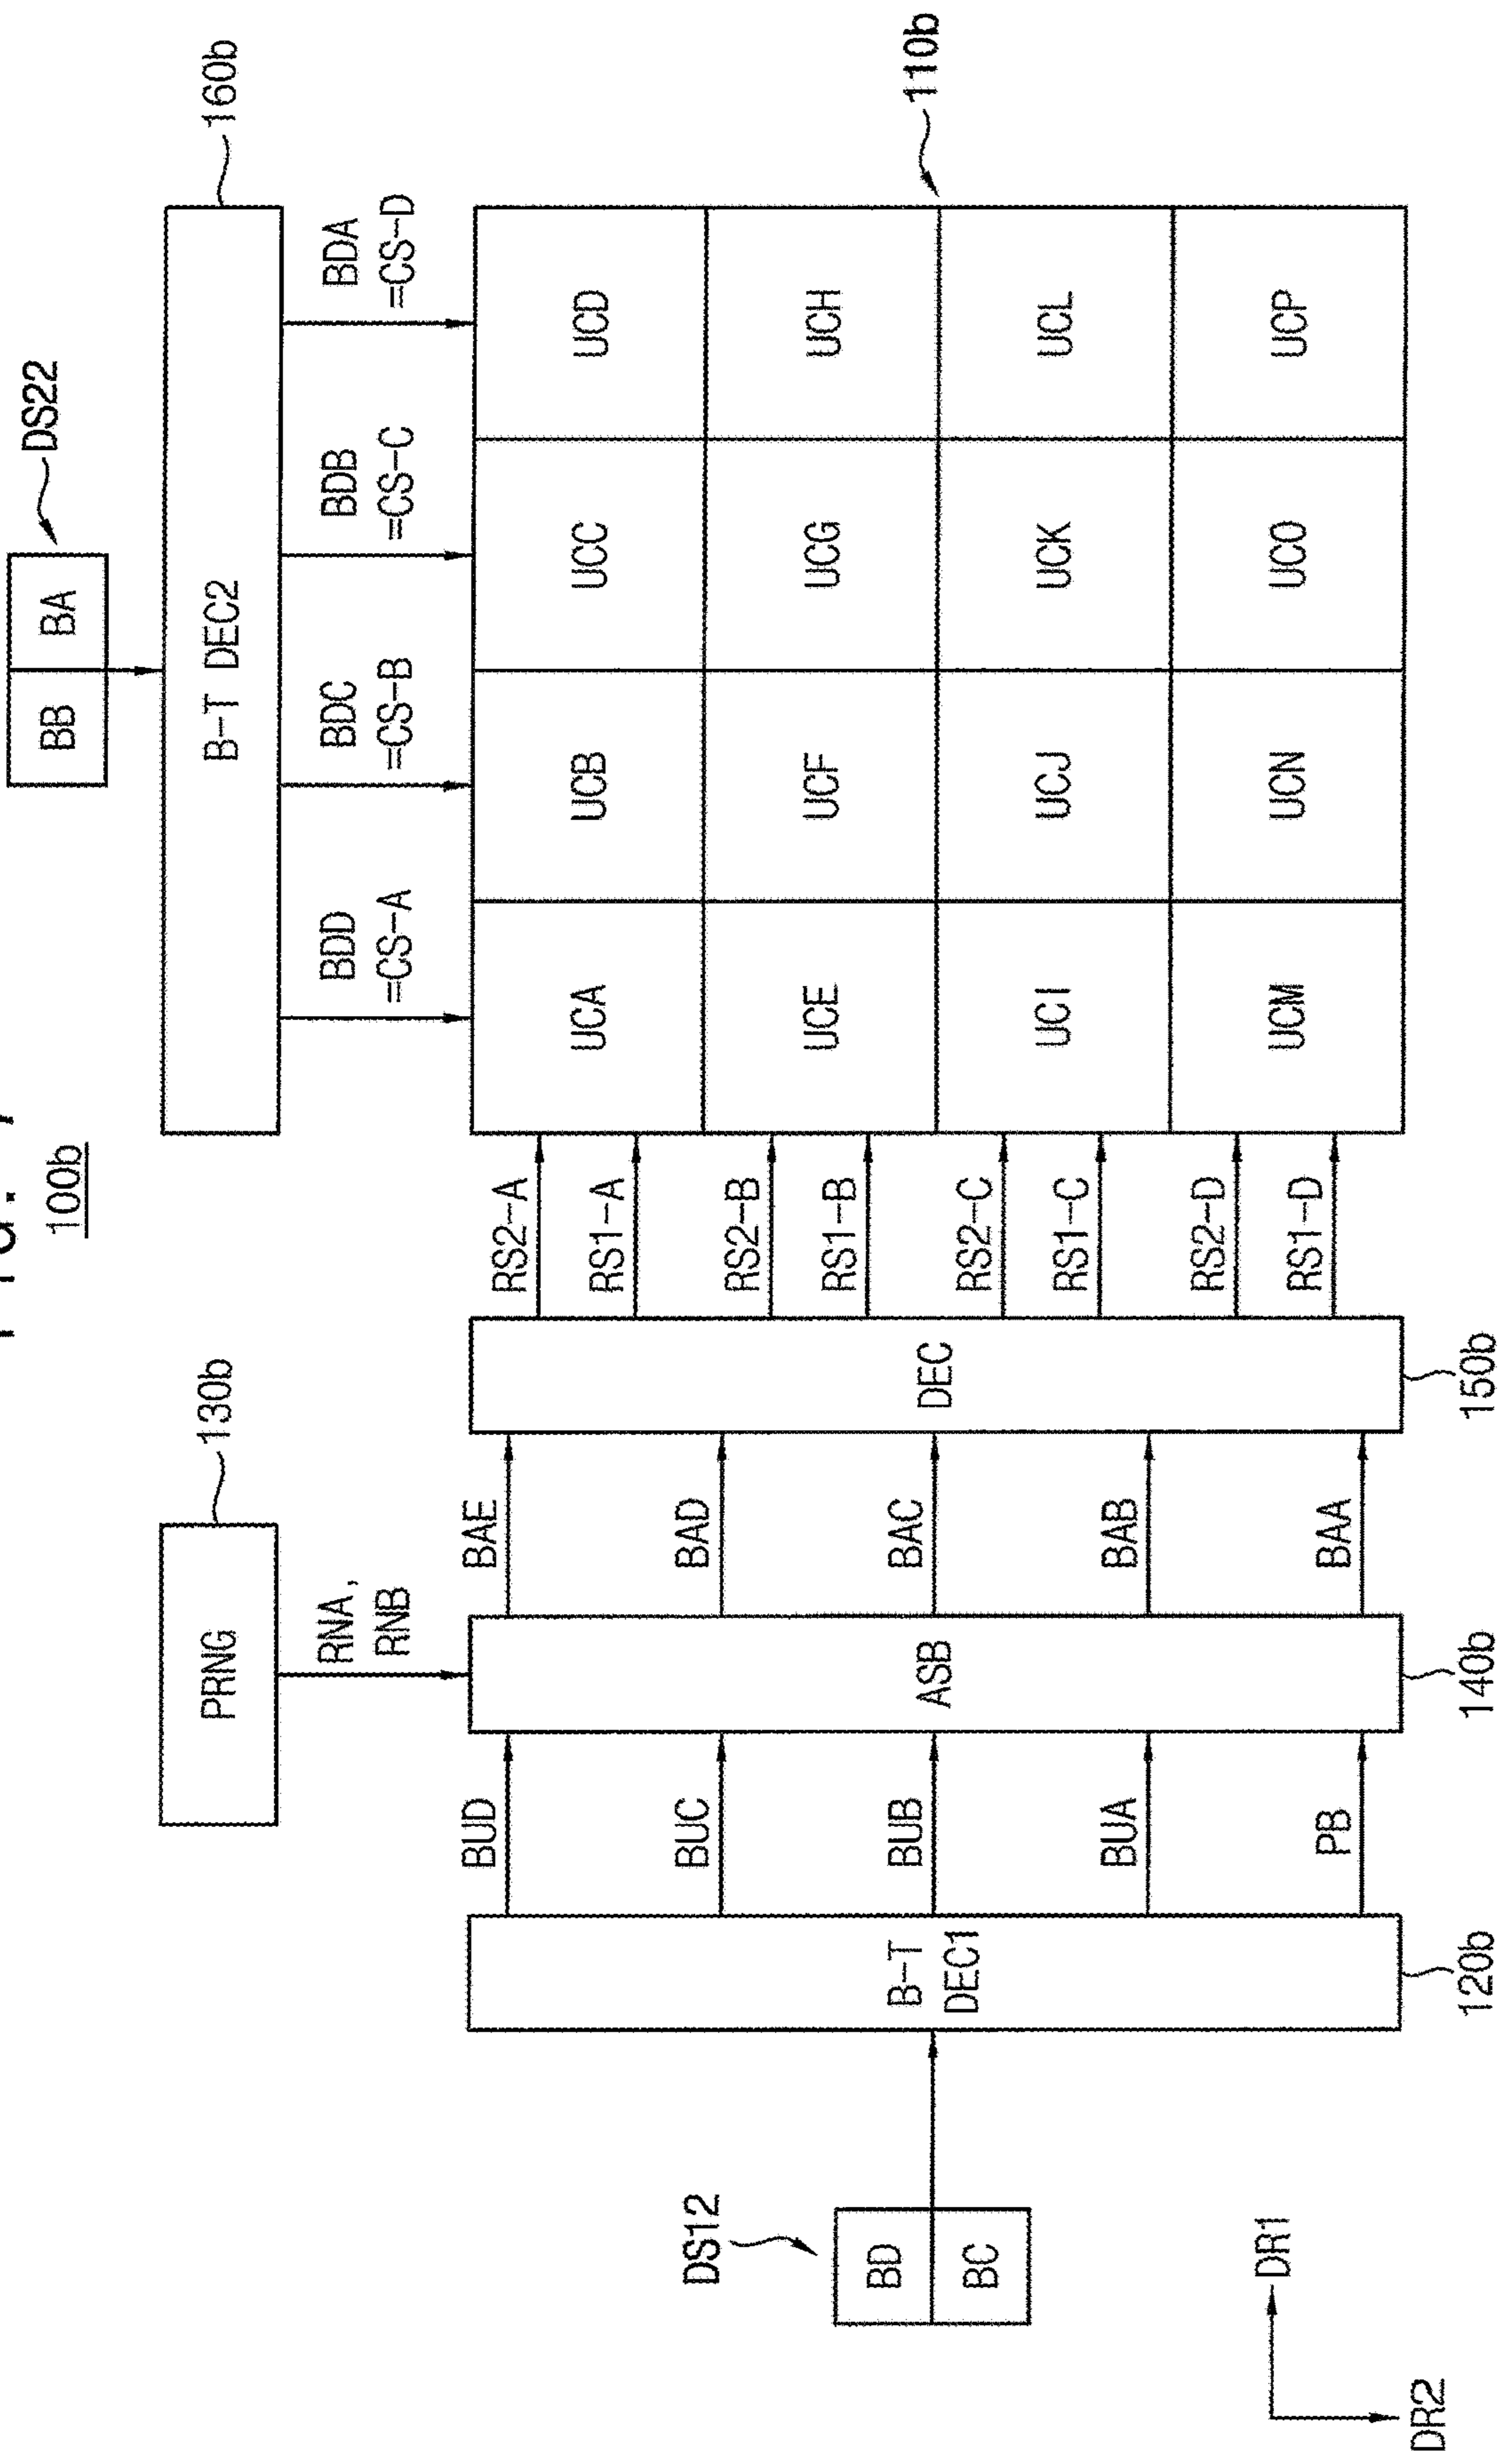 100b
DS22
BB BA
PRNG
130b
B-T DEC2
160b
RNA,
RNB
BDD
=CS-A
BDC
=CS-B
BDB
=CS-C
BDA
=CS-D
DS12
BD
BC
B-T
DEC1
120b
BUD
BUC
BUB
BUA
PB
ASB
140b
BAE
BAD
BAC
BAB
BAA
DEC
150b
RS2-A
RS1-A
RS2-B
RS1-B
RS2-C
RS1-C
RS2-D
RS1-D
UCA UCB UCC UCD
UCE UCF UCG UCH
UCI UCJ UCK UCL
UCM UCN UCO UCP
110b
DR1
DR2